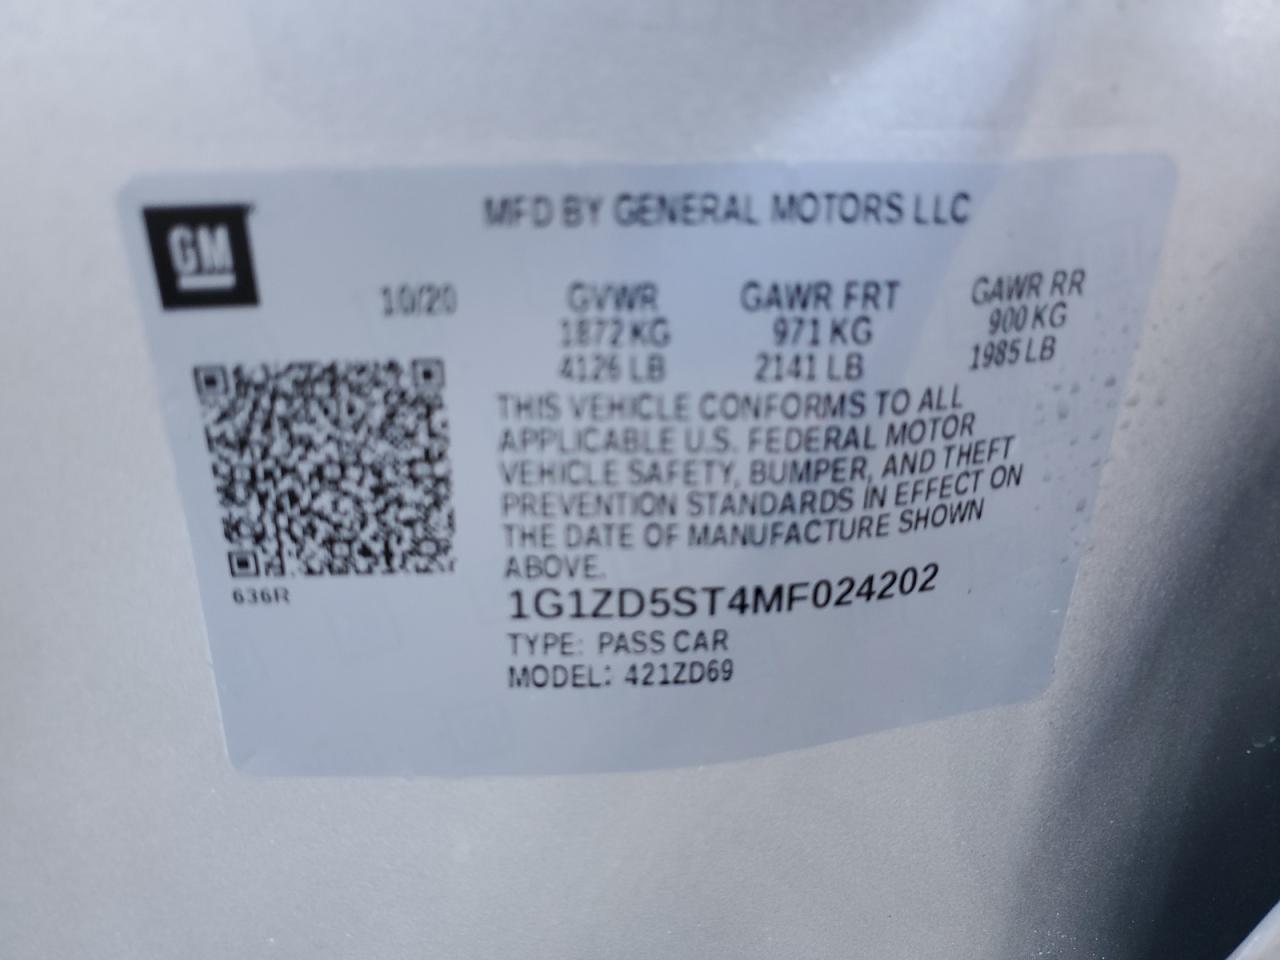 GM
MFD BY GENERAL MOTORS LLC
10/20
GVWR
1872 KG
4126 LB
GAWR FRT
971 KG
2141 LB
GAWR RR
900 KG
1985 LB
THIS VEHICLE CONFORMS TO ALL
APPLICABLE U.S. FEDERAL MOTOR
VEHICLE SAFETY, BUMPER, AND THEFT
PREVENTION STANDARDS IN EFFECT ON
THE DATE OF MANUFACTURE SHOWN
ABOVE.
1G1ZD5ST4MF024202
TYPE: PASS CAR
MODEL: 421ZD69
636R